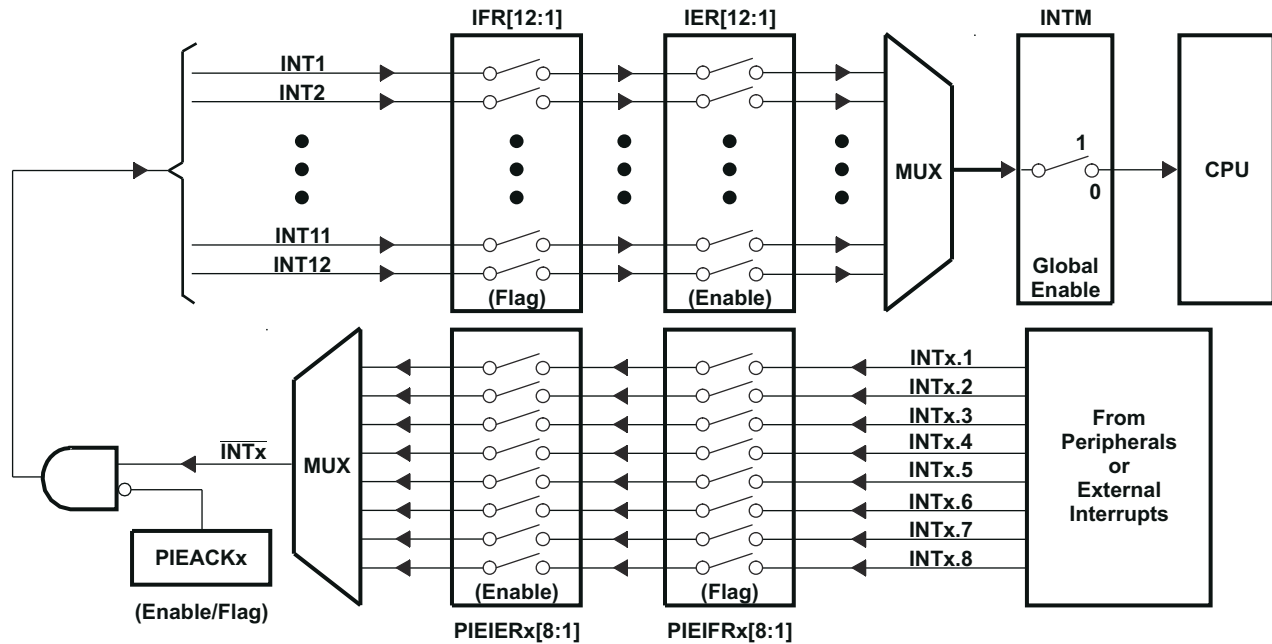 IFR[12:1]
IER[12:1]
INTM
INT1
INT2
MUX
1
0
CPU
INT11
INT12
(Flag)
(Enable)
Global
Enable
INTx.1
INTx.2
INTx.3
INTx.4
INTx.5
INTx.6
INTx.7
INTx.8
From
Peripherals
or
External
Interrupts
INTx
MUX
PIEACKx
(Enable/Flag)
(Enable)
(Flag)
PIEIERx[8:1]
PIEIFRx[8:1]